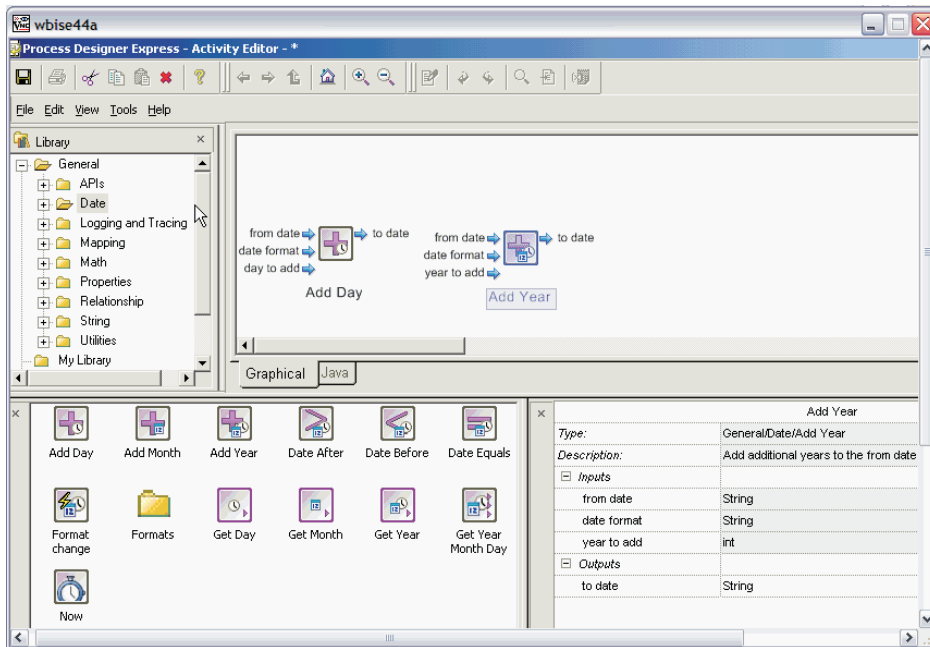 wbise44a
Process Designer Express - Activity Editor - *
File Edit View Tools Help
Library
General
APIs
Date
Logging and Tracing
Mapping
Math
Properties
Relationship
String
Utilities
My Library
from date
to date
date format
day to add
Add Day
from date
to date
date format
year to add
Add Year
Graphical
Java
Add Day
Add Month
Add Year
Date After
Date Before
Date Equals
Format
change
Formats
Get Day
Get Month
Get Year
Get Year
Month Day
Now
Add Year
Type: General/Date/Add Year
Description: Add additional years to the from date
Inputs
from date String
date format String
year to add int
Outputs
to date String